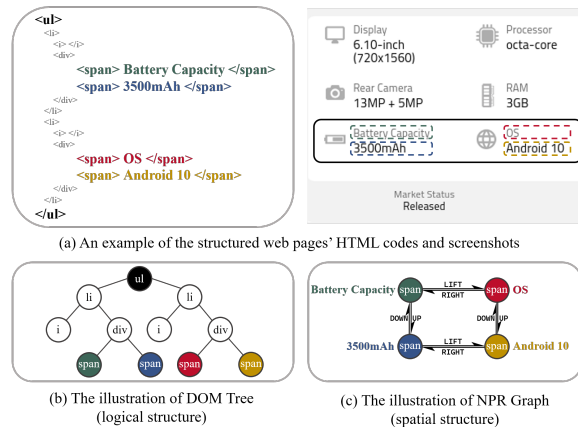 <ul>
<li>
<i> </i>
<div>
<span> Battery Capacity </span>
<span> 3500mAh </span>
</div>
</li>
<li>
<i> </i>
<div>
<span> OS </span>
<span> Android 10 </span>
</div>
</li>
</ul>
Display
6.10-inch
(720x1560)
Processor
octa-core
Rear Camera
13MP + 5MP
RAM
3GB
Battery Capacity
3500mAh
OS
Android 10
Market Status
Released
(a) An example of the structured web pages' HTML codes and screenshots
ul
li li
i div i div
span span span span
(b) The illustration of DOM Tree
(logical structure)
Battery Capacity span LIFT RIGHT span OS
DOWN UP DOWN UP
3500mAh span LIFT RIGHT span Android 10
(c) The illustration of NPR Graph
(spatial structure)